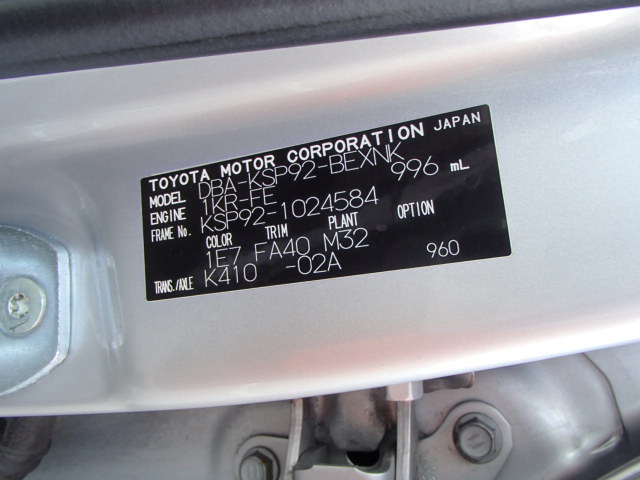 TOYOTA MOTOR CORPORATION JAPAN
MODEL DBA-KSP92-BEXNK
ENGINE 1KR-FE 996 mL
FRAME No. KSP92-1024584
COLOR TRIM PLANT OPTION
1E7 FA40 M32
TRANS./AXLE K410 -02A 960